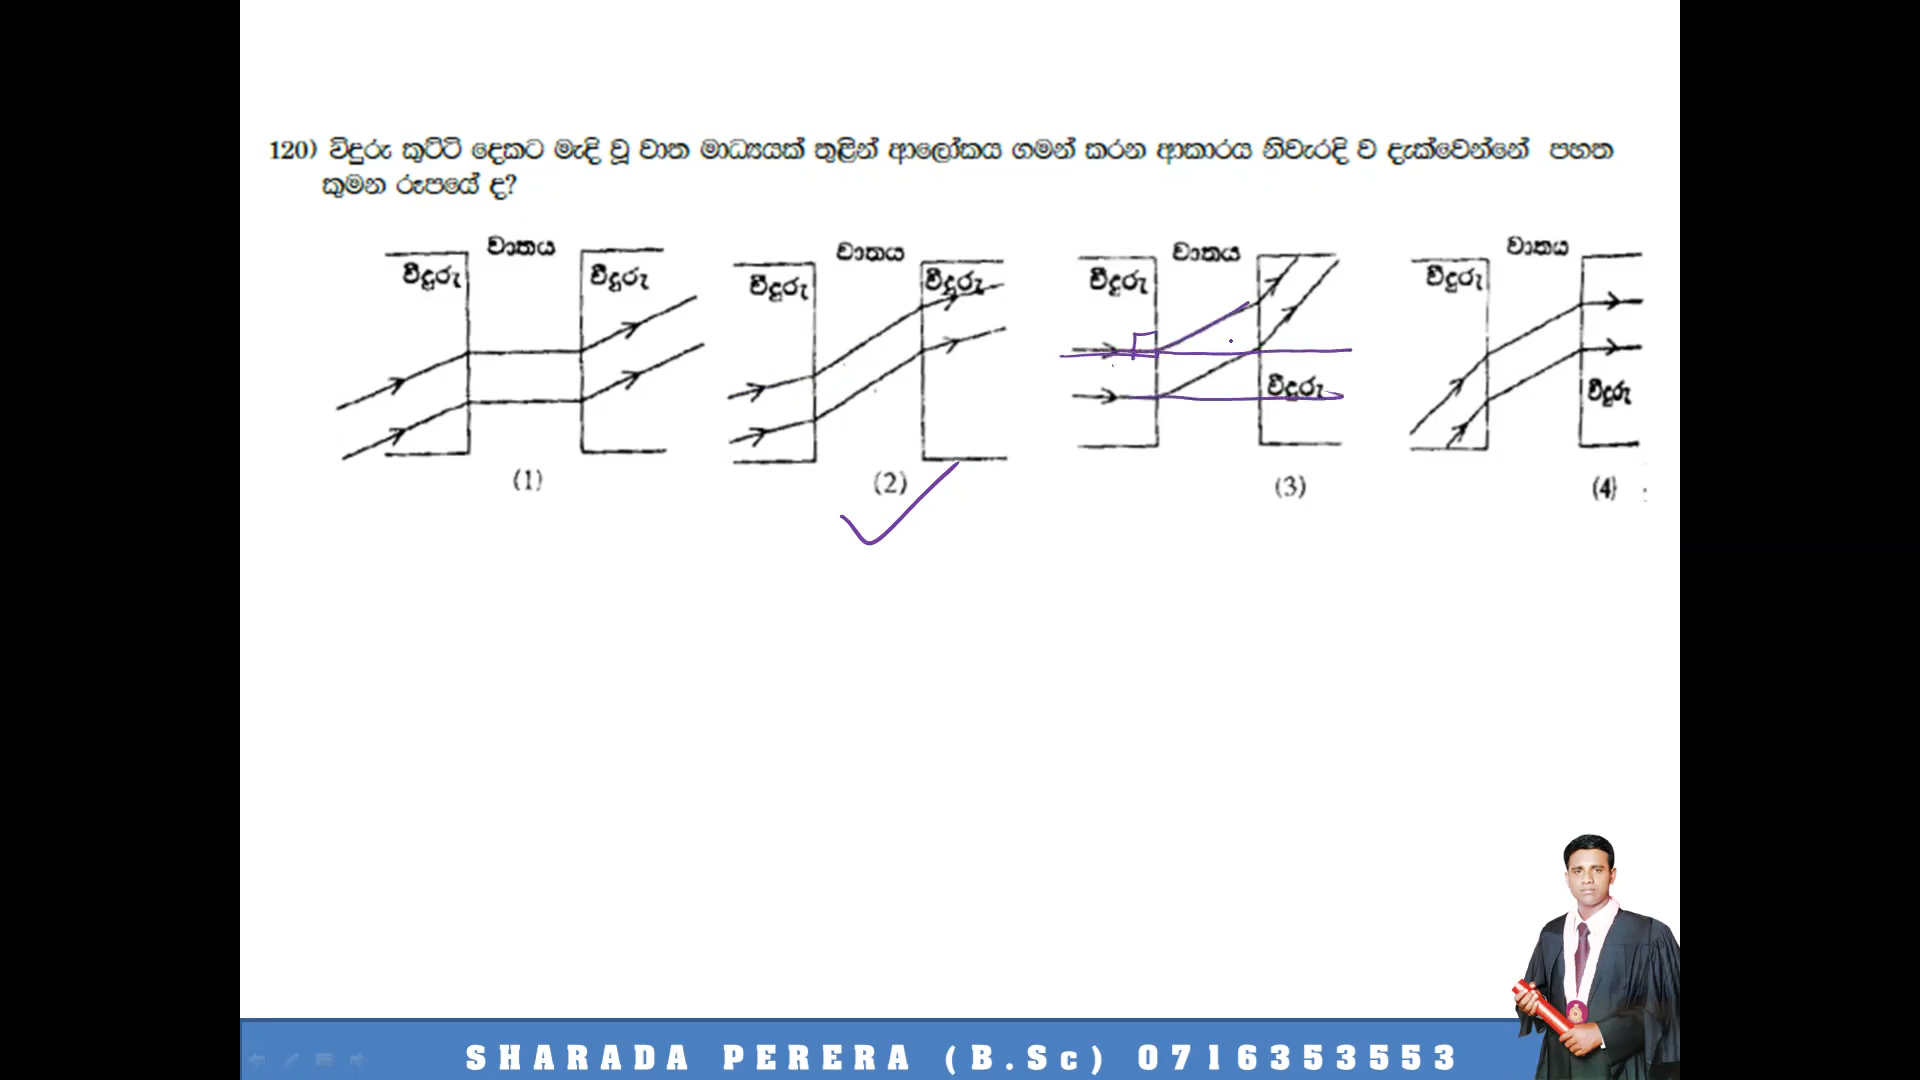 120) විදුරු කුට්ටි දෙකට මැදි වූ වාත මාධ්‍යයක් තුළින් ආලෝකය ගමන් කරන ආකාරය නිවැරදි ව දැක්වෙන්නේ පහත
කුමන රූපයේ ද?
වාතය වාතය වාතය වාතය
වීදුරු වීදුරු වීදුරු වීදුරු වීදුරු වීදුරු
වීදුරු වීදුරු
(1) (2) (3) (4)
SHARADA PERERA (B.Sc) 0716353553